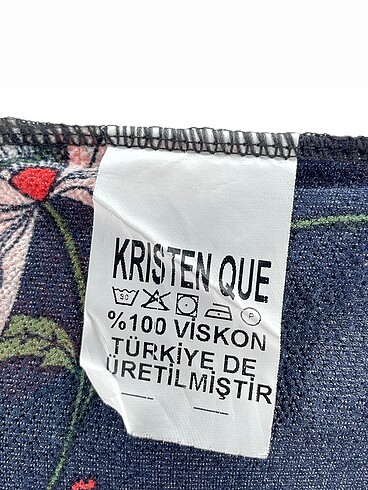 KRISTEN QUE
%100 VİSKON
TÜRKİYE DE
ÜRETİLMİŞTİR